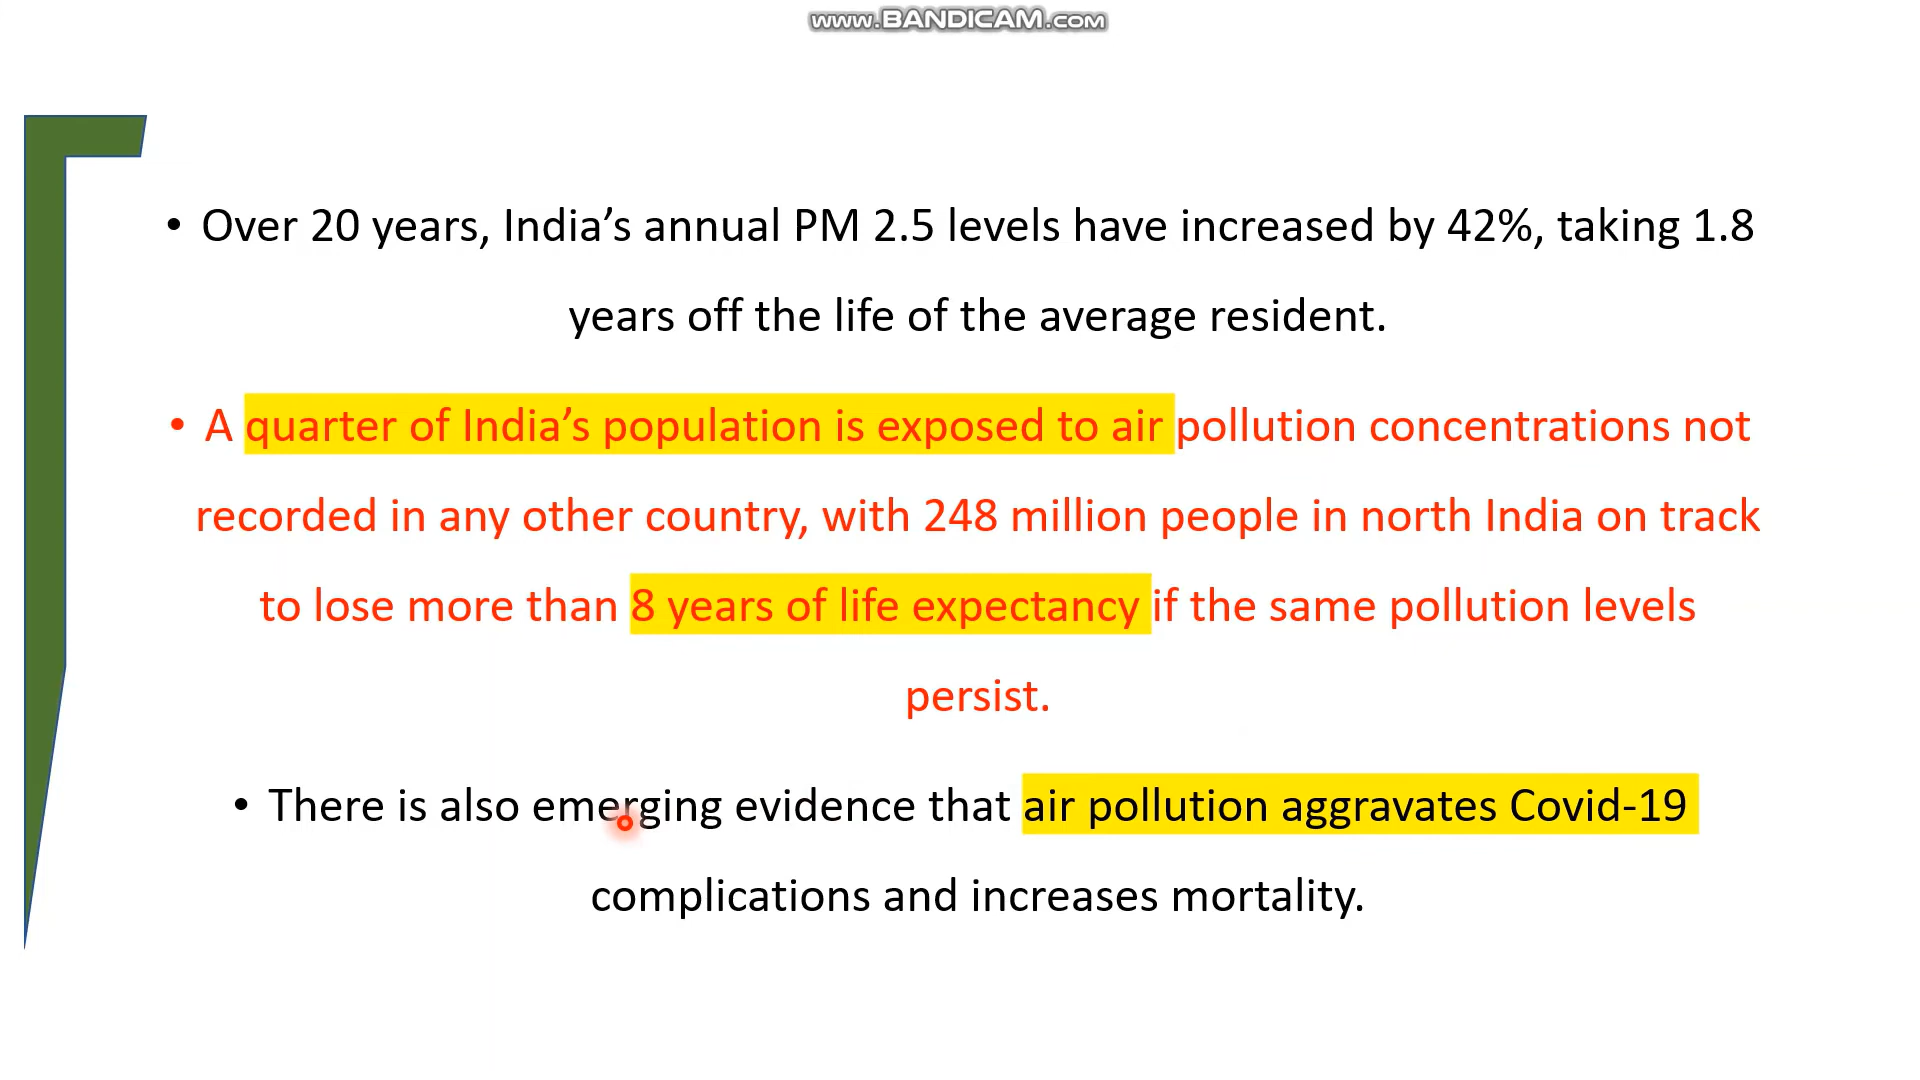 www.BANDICAM.com
• Over 20 years, India’s annual PM 2.5 levels have increased by 42%, taking 1.8
years off the life of the average resident.
• A quarter of India’s population is exposed to air pollution concentrations not
recorded in any other country, with 248 million people in north India on track
to lose more than 8 years of life expectancy if the same pollution levels
persist.
• There is also emerging evidence that air pollution aggravates Covid-19
complications and increases mortality.